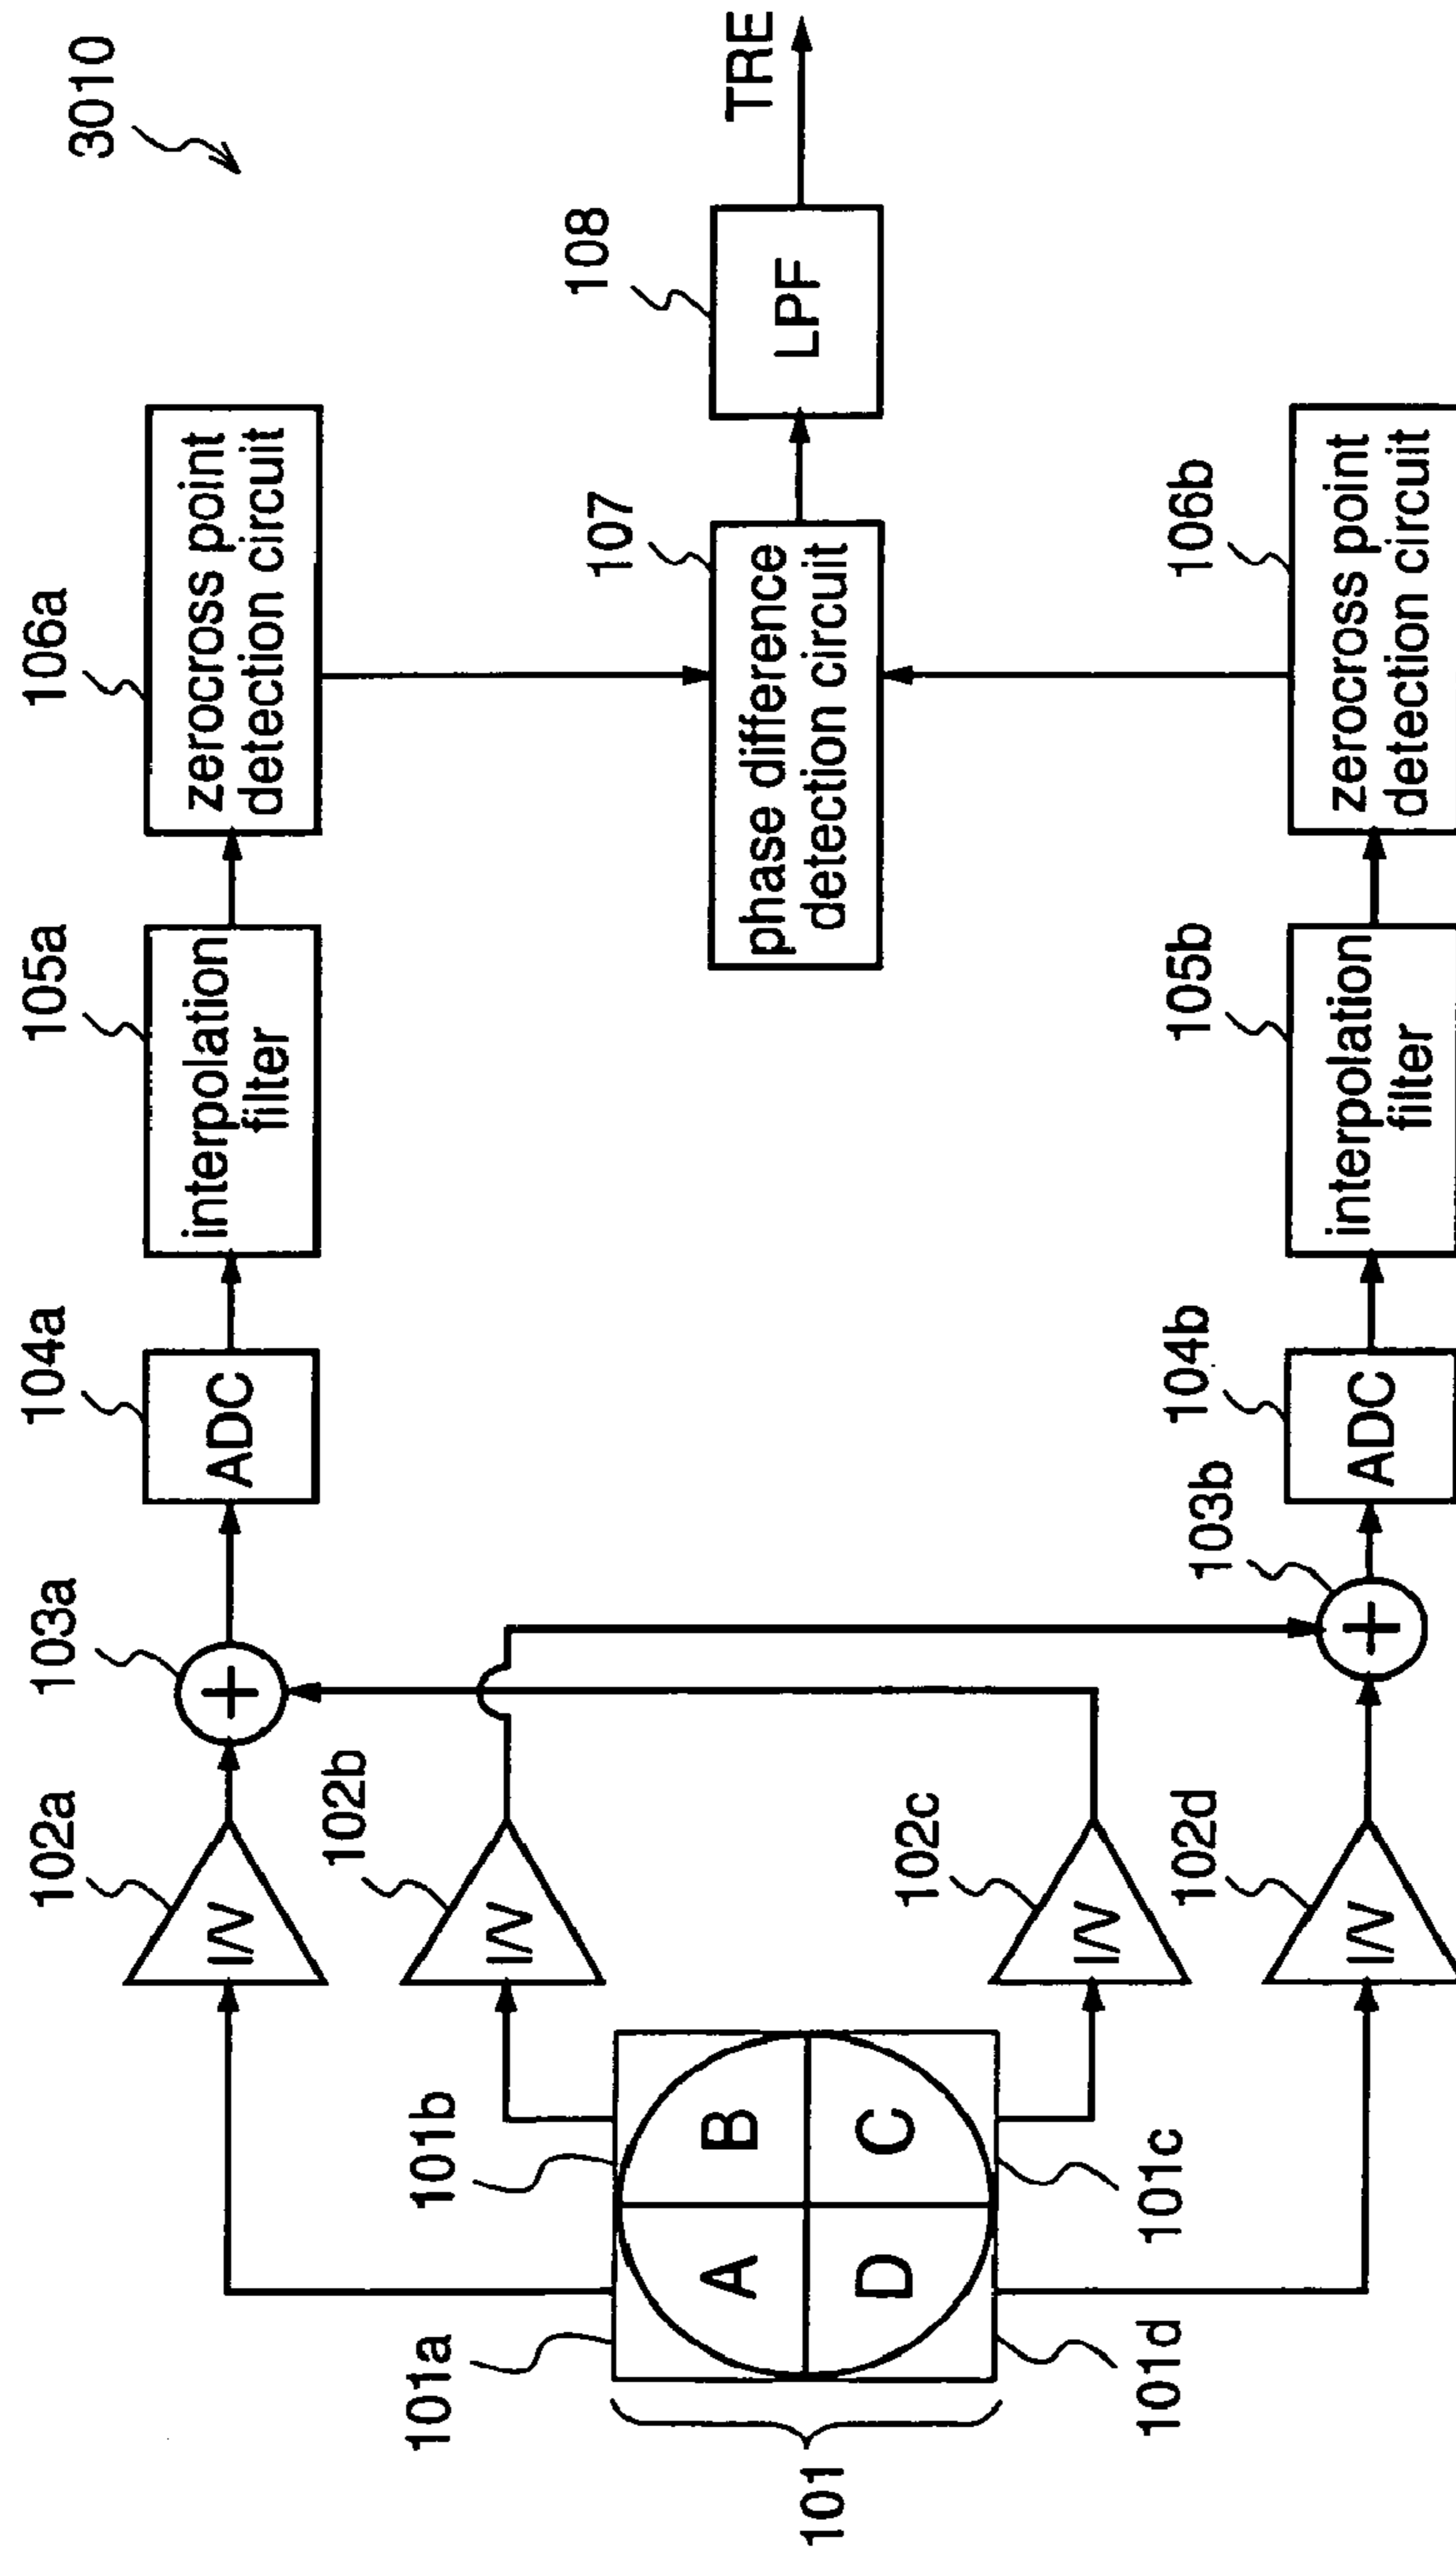 3010
106a
zerocross point
detection circuit
105a
interpolation
filter
104a
ADC
103a
+
102a
I/V
102b
I/V
TRE
108
LPF
107
phase difference
detection circuit
101a
101b
A
B
D
C
101
101d
101c
102c
I/V
102d
I/V
103b
+
104b
ADC
105b
interpolation
filter
106b
zerocross point
detection circuit